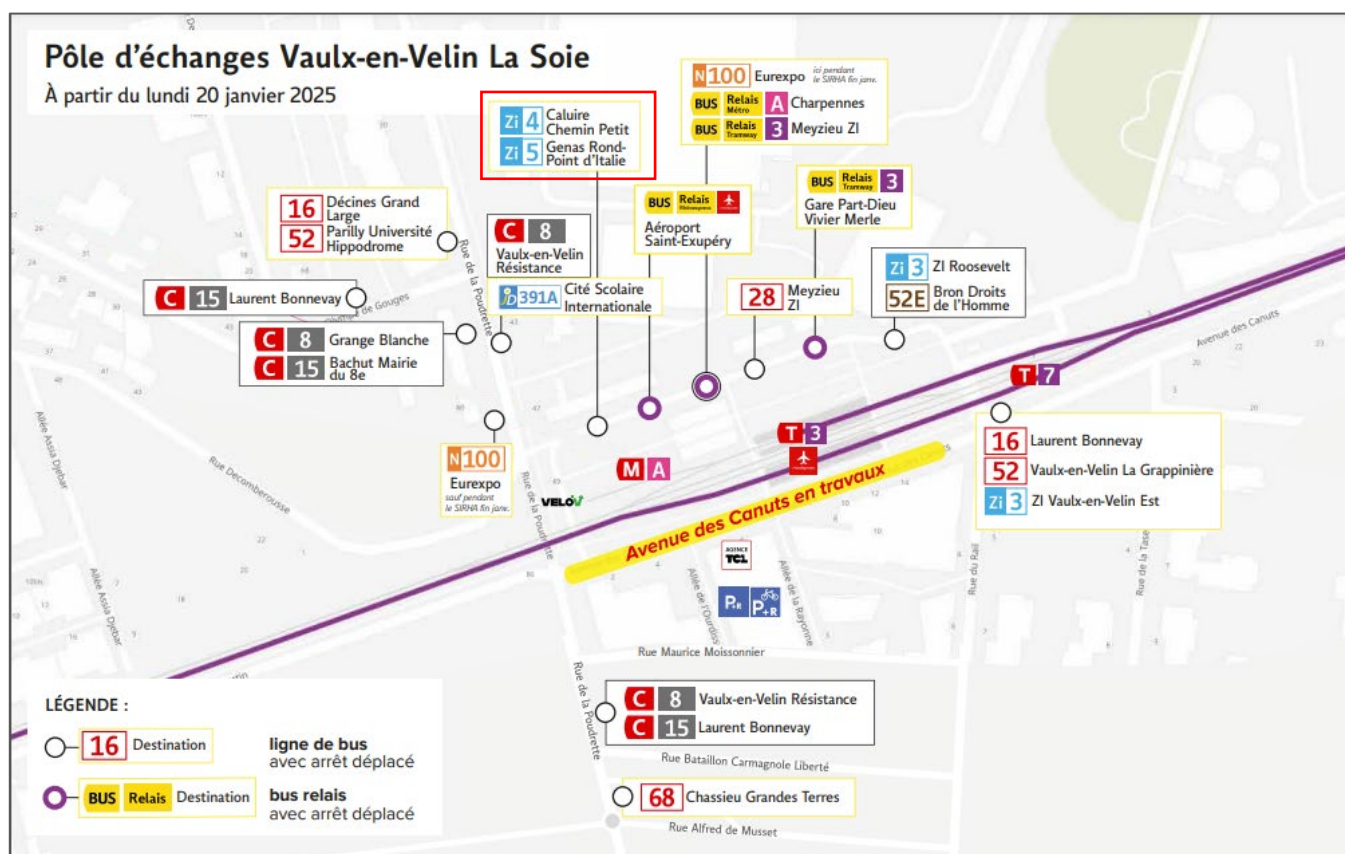 Pôle d'échanges Vaulx-en-Velin La Soie
À partir du lundi 20 janvier 2025
N100 Eurexpo ici pendant
le SIRHA fin janv.
BUS Relais Métro A Charpennes
BUS Relais Tramway 3 Meyzieu ZI
Zi 4 Caluire
Chemin Petit
Zi 5 Genas Rond-
Point d'Italie
BUS Relais Tramway 3
Gare Part-Dieu
Vivier Merle
BUS Relais
Aéroport
Saint-Exupéry
16 Décines Grand
Large
52 Parilly Université
Hippodrome
Rue de la Poudrette
C 8
Vaulx-en-Velin
Résistance
JD 391A Cité Scolaire
Internationale
Zi 3 ZI Roosevelt
52E Bron Droits
de l'Homme
28 Meyzieu
ZI
C 15 Laurent Bonnevay
de Gouges
C 8 Grange Blanche
C 15 Bachut Mairie
du 8e
Avenue des Canuts
T 7
T 3
M A
VELO'V
N100
Eurexpo
sauf pendant
le SIRHA fin janv.
16 Laurent Bonnevay
52 Vaulx-en-Velin La Grappinière
Zi 3 ZI Vaulx-en-Velin Est
Allée Assia Djebar
Rue Decomberousse
Rue de la Poudrette
Avenue des Canuts en travaux
AGENCE
TCL
P+R P+R
Allée de l'Ourdiss
Allée de la Rayonne
Rue du Rail
Rue de la Tase
Allée Assia Djebar
Rue Maurice Moissonnier
Rue de la Poudrette
C 8 Vaulx-en-Velin Résistance
C 15 Laurent Bonnevay
Rue Bataillon Carmagnole Liberté
68 Chassieu Grandes Terres
Rue Alfred de Musset
LÉGENDE :
16 Destination ligne de bus
avec arrêt déplacé
BUS Relais Destination bus relais
avec arrêt déplacé